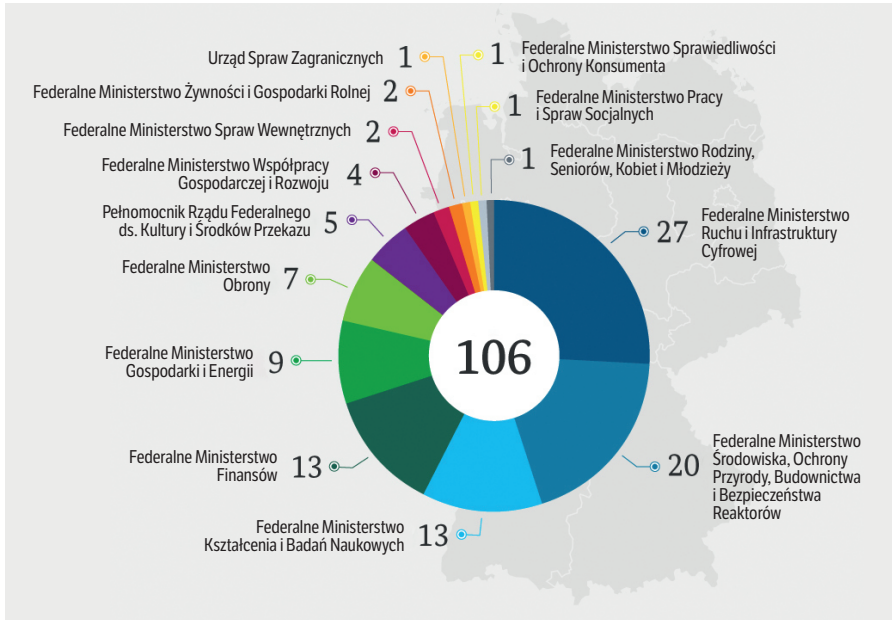 Urząd Spraw Zagranicznych 1
Federalne Ministerstwo Żywności i Gospodarki Rolnej 2
Federalne Ministerstwo Spraw Wewnętrznych 2
Federalne Ministerstwo Współpracy
Gospodarczej i Rozwoju 4
Pełnomocnik Rządu Federalnego
ds. Kultury i Środków Przekazu 5
Federalne Ministerstwo
Obrony 7
Federalne Ministerstwo
Gospodarki i Energii 9
Federalne Ministerstwo
Finansów 13
Federalne Ministerstwo
Kształcenia i Badań Naukowych 13
106
1 Federalne Ministerstwo Sprawiedliwości
i Ochrony Konsumenta
1 Federalne Ministerstwo Pracy
i Spraw Socjalnych
1 Federalne Ministerstwo Rodziny,
Seniorów, Kobiet i Młodzieży
27 Federalne Ministerstwo
Ruchu i Infrastruktury
Cyfrowej
20 Federalne Ministerstwo
Środowiska, Ochrony
Przyrody, Budownictwa
i Bezpieczeństwa
Reaktorów